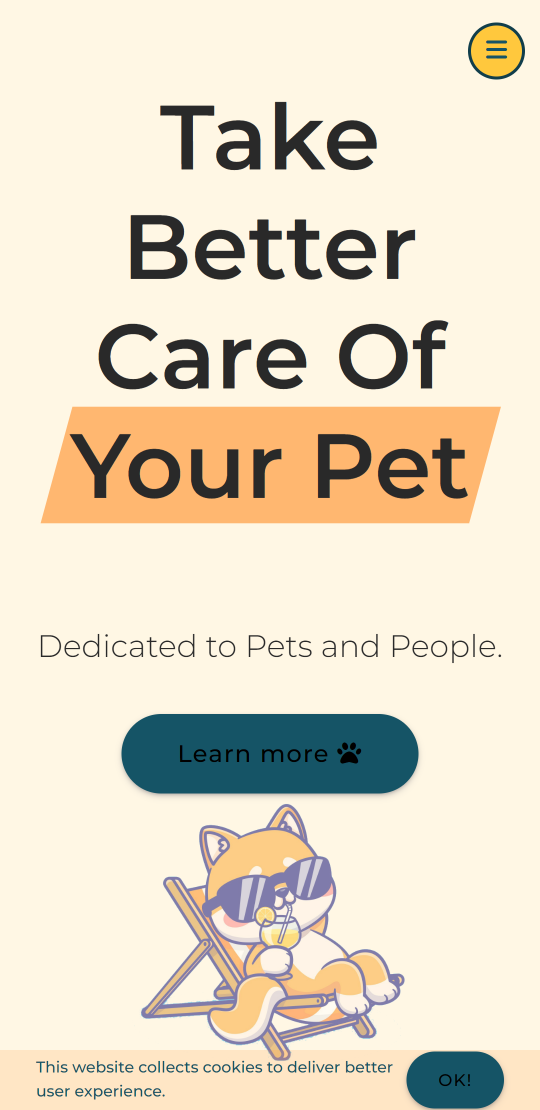 Take
Better
Care Of
Your Pet
Dedicated to Pets and People.
Learn more
This website collects cookies to deliver better
user experience.
OK!